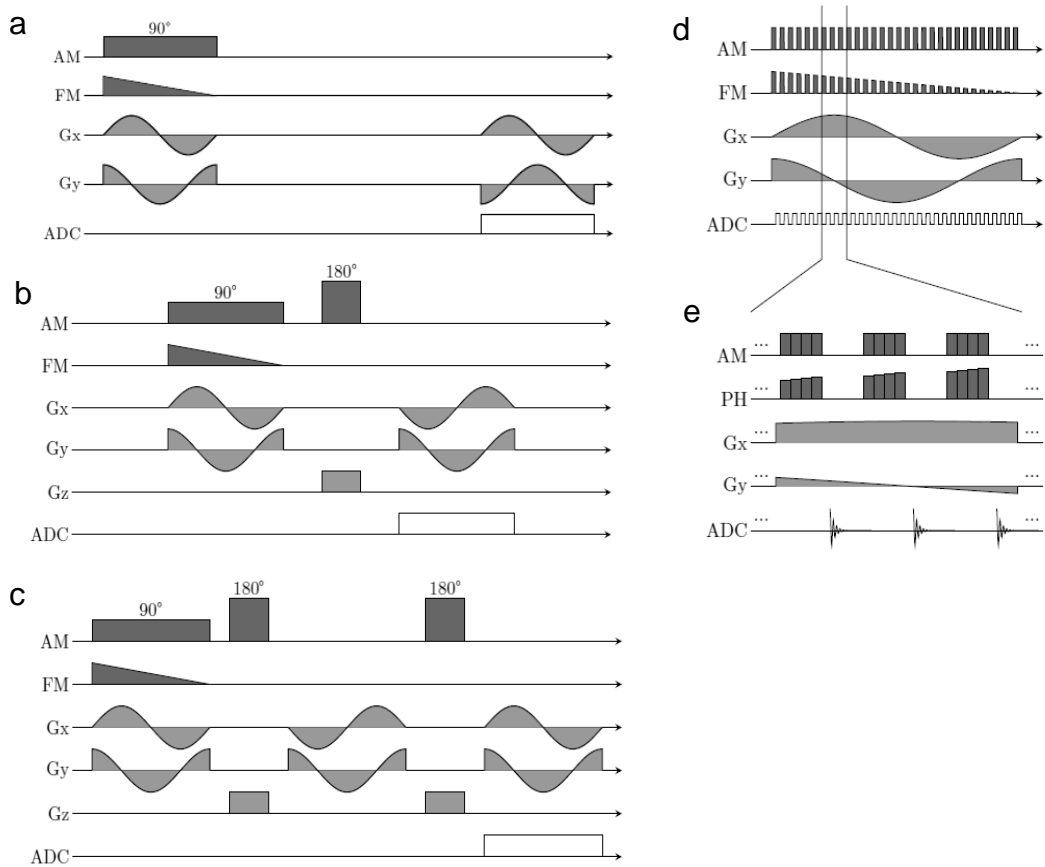 a
90°
AM
FM
Gx
Gy
ADC
b
90°
180°
AM
FM
Gx
Gy
Gz
ADC
c
90°
180°
180°
AM
FM
Gx
Gy
Gz
ADC
d
AM
FM
Gx
Gy
ADC
e
... AM ...
... PH ...
... Gx ...
... Gy ...
... ADC ...